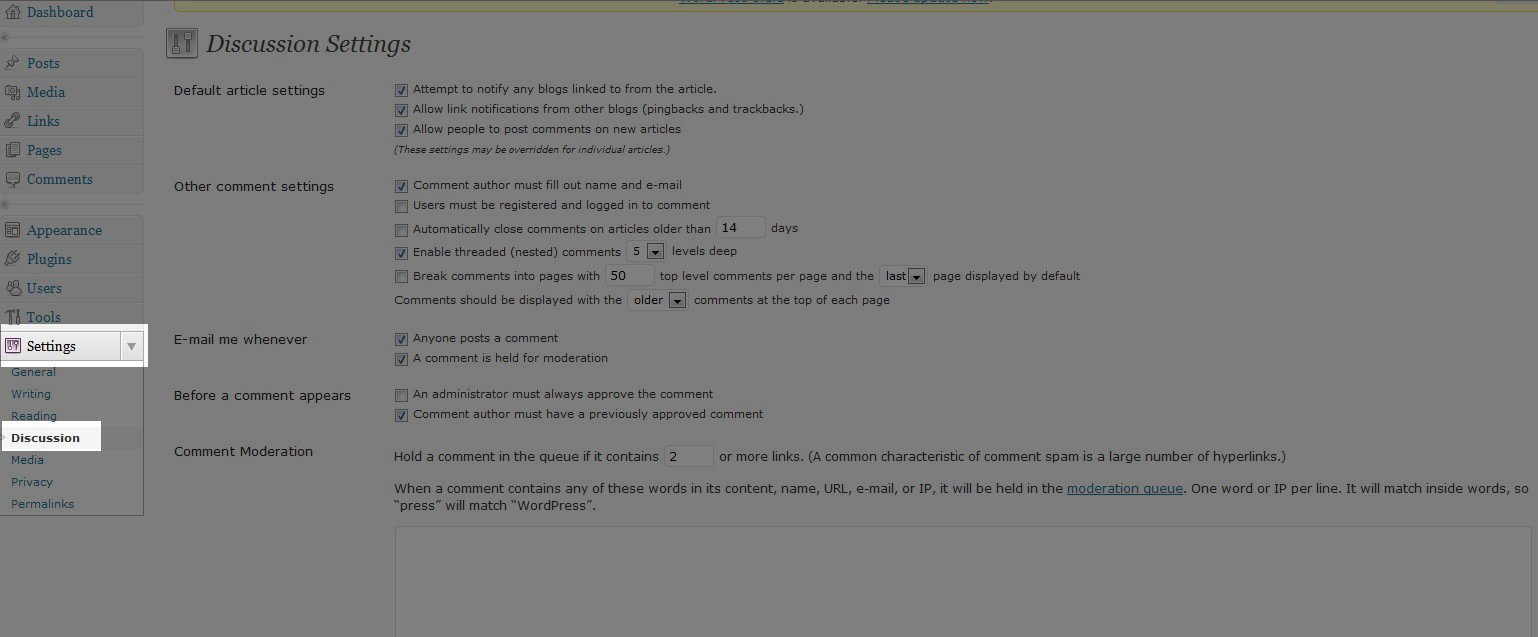 Dashboard
Posts
Media
Links
Pages
Comments
Appearance
Plugins
Users
Tools
Settings
General
Writing
Reading
Discussion
Media
Privacy
Permalinks
is available!
Discussion Settings
Default article settings
Attempt to notify any blogs linked to from the article.
Allow link notifications from other blogs (pingbacks and trackbacks.)
Allow people to post comments on new articles
(These settings may be overridden for individual articles.)
Other comment settings
Comment author must fill out name and e-mail
Users must be registered and logged in to comment
Automatically close comments on articles older than 14 days
Enable threaded (nested) comments 5 levels deep
Break comments into pages with 50 top level comments per page and the last page displayed by default
Comments should be displayed with the older comments at the top of each page
E-mail me whenever
Anyone posts a comment
A comment is held for moderation
Before a comment appears
An administrator must always approve the comment
Comment author must have a previously approved comment
Comment Moderation
Hold a comment in the queue if it contains 2 or more links. (A common characteristic of comment spam is a large number of hyperlinks.)
When a comment contains any of these words in its content, name, URL, e-mail, or IP, it will be held in the moderation queue. One word or IP per line. It will match inside words, so
“press” will match “WordPress”.